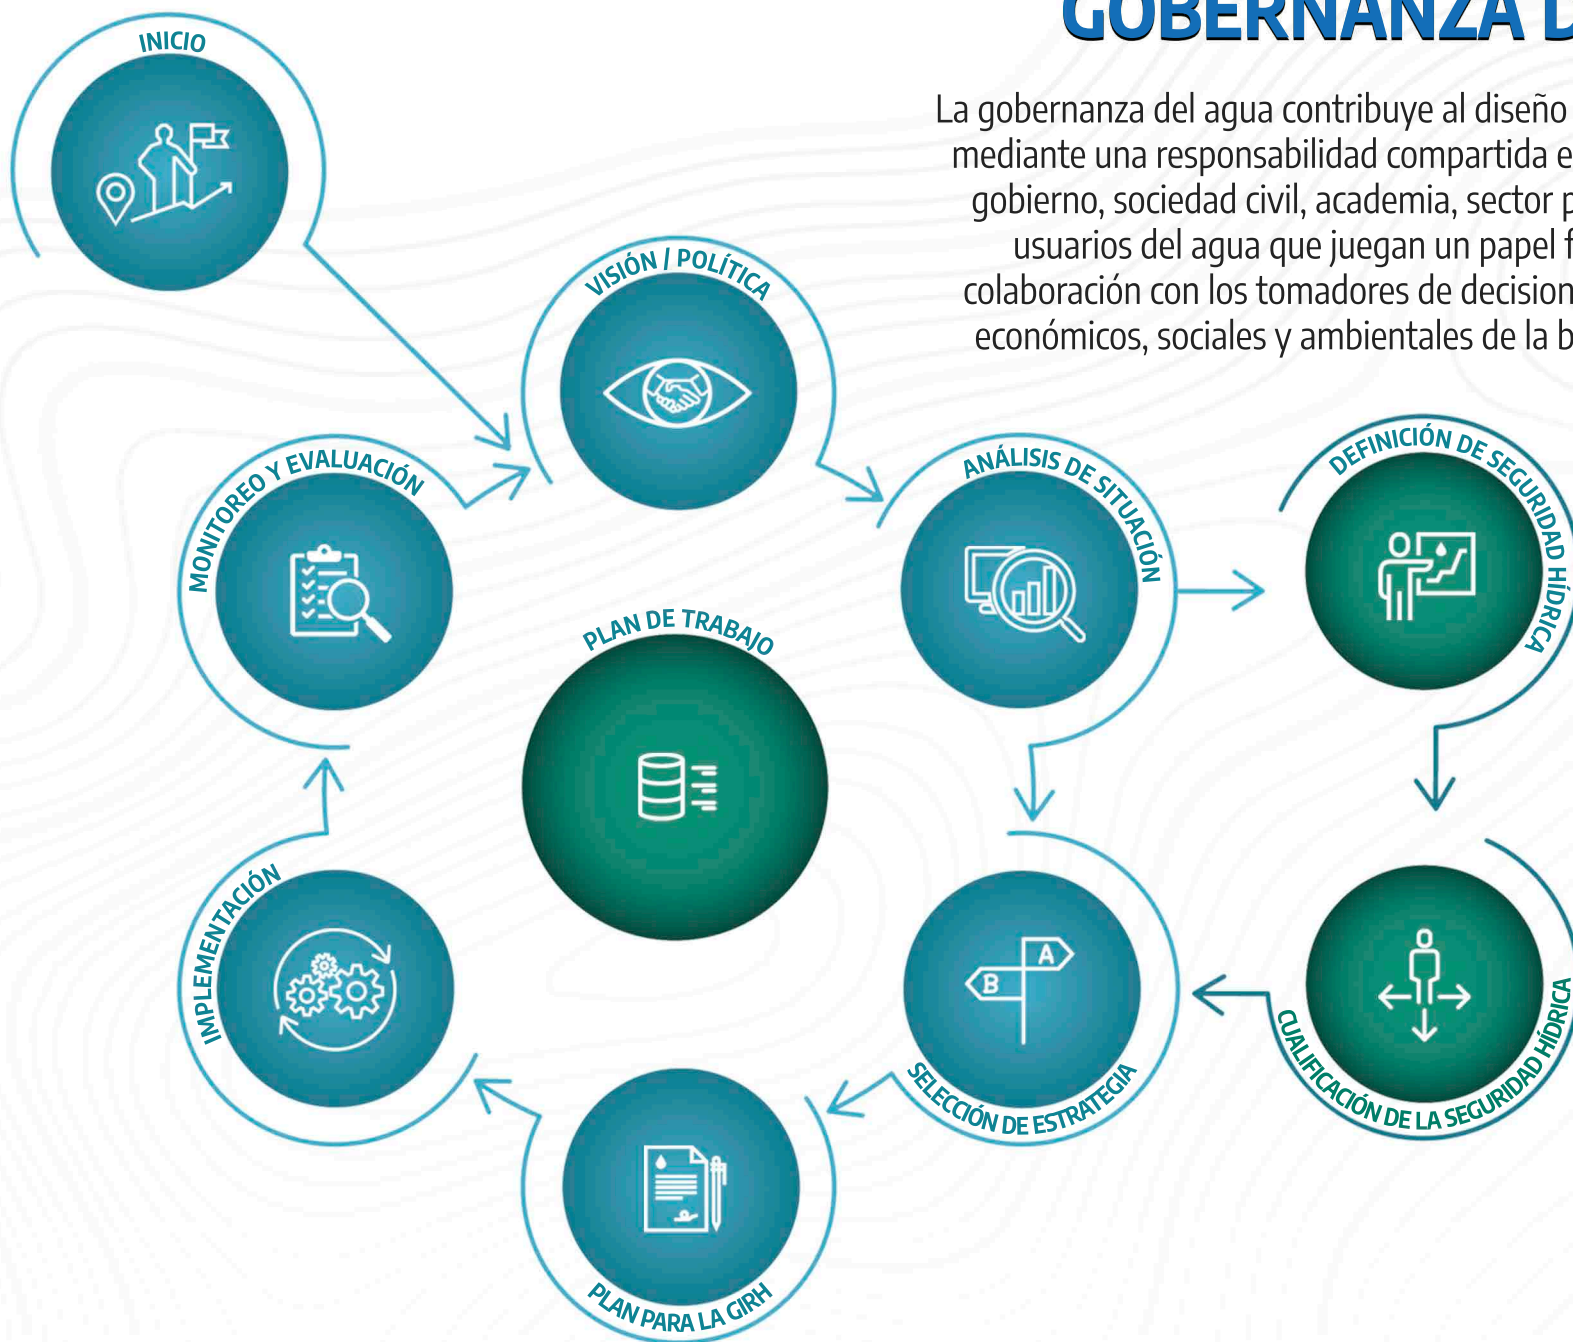 GOBERNANZA D
La gobernanza del agua contribuye al diseño
mediante una responsabilidad compartida e
gobierno, sociedad civil, academia, sector p
usuarios del agua que juegan un papel f
colaboración con los tomadores de decision
económicos, sociales y ambientales de la b
INICIO
VISIÓN / POLÍTICA
ANÁLISIS DE SITUACIÓN
DEFINICIÓN DE SEGURIDAD HÍDRICA
MONITOREO Y EVALUACIÓN
PLAN DE TRABAJO
IMPLEMENTACIÓN
A
B
SELECCIÓN DE ESTRATEGIA
CUALIFICACIÓN DE LA SEGURIDAD HÍDRICA
PLAN PARA LA GIRH